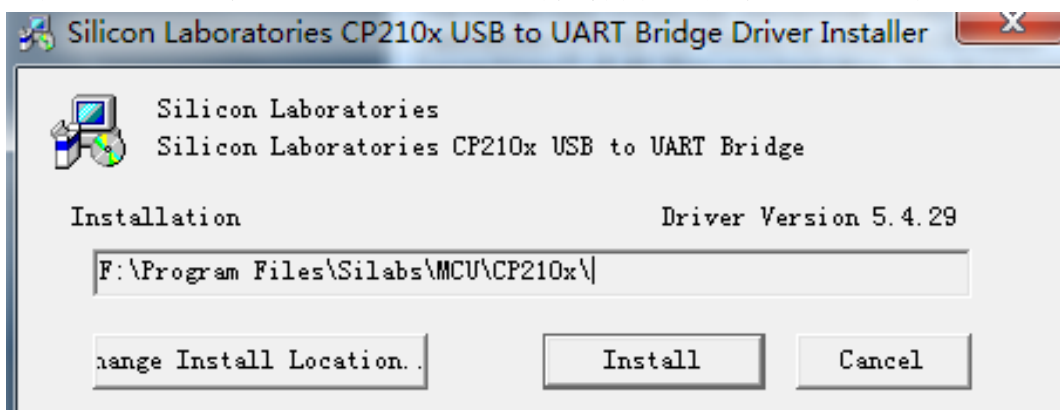 Silicon Laboratories CP210x USB to UART Bridge Driver Installer
Silicon Laboratories
Silicon Laboratories CP210x USB to UART Bridge
Installation Driver Version 5.4.29
F:\Program Files\Silabs\MCU\CP210x\
hange Install Location.. Install Cancel